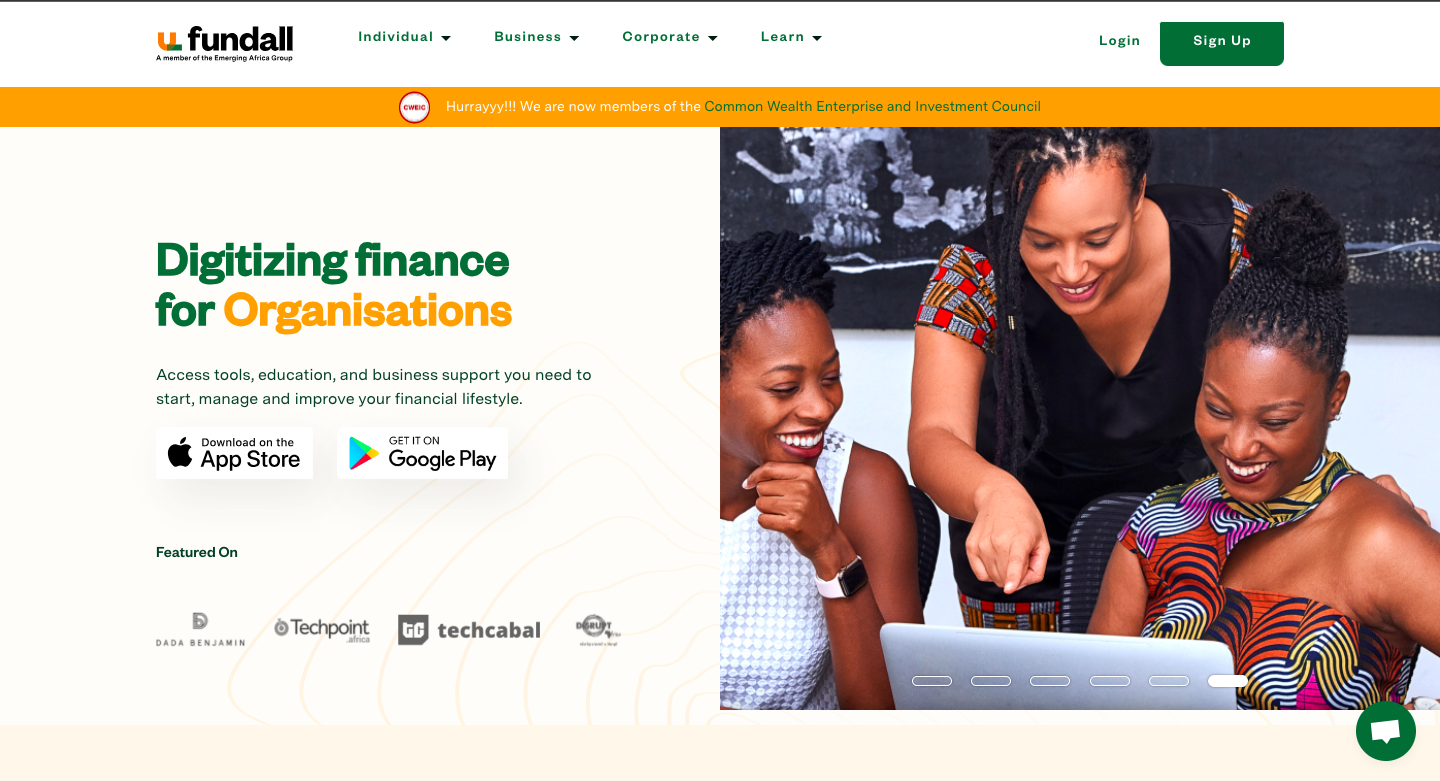 fundall
A member of the Emerging Africa Group
Individual
Business
Corporate
Learn
Login
Sign Up
CWEIC
Hurrayyy!!! We are now members of the Common Wealth Enterprise and Investment Council
Digitizing finance
for Organisations
Access tools, education, and business support you need to
start, manage and improve your financial lifestyle.
Download on the
App Store
GET IT ON
Google Play
Featured On
DADA BENJAMIN
Techpoint
.africa
TC techcabal
DISRUPT